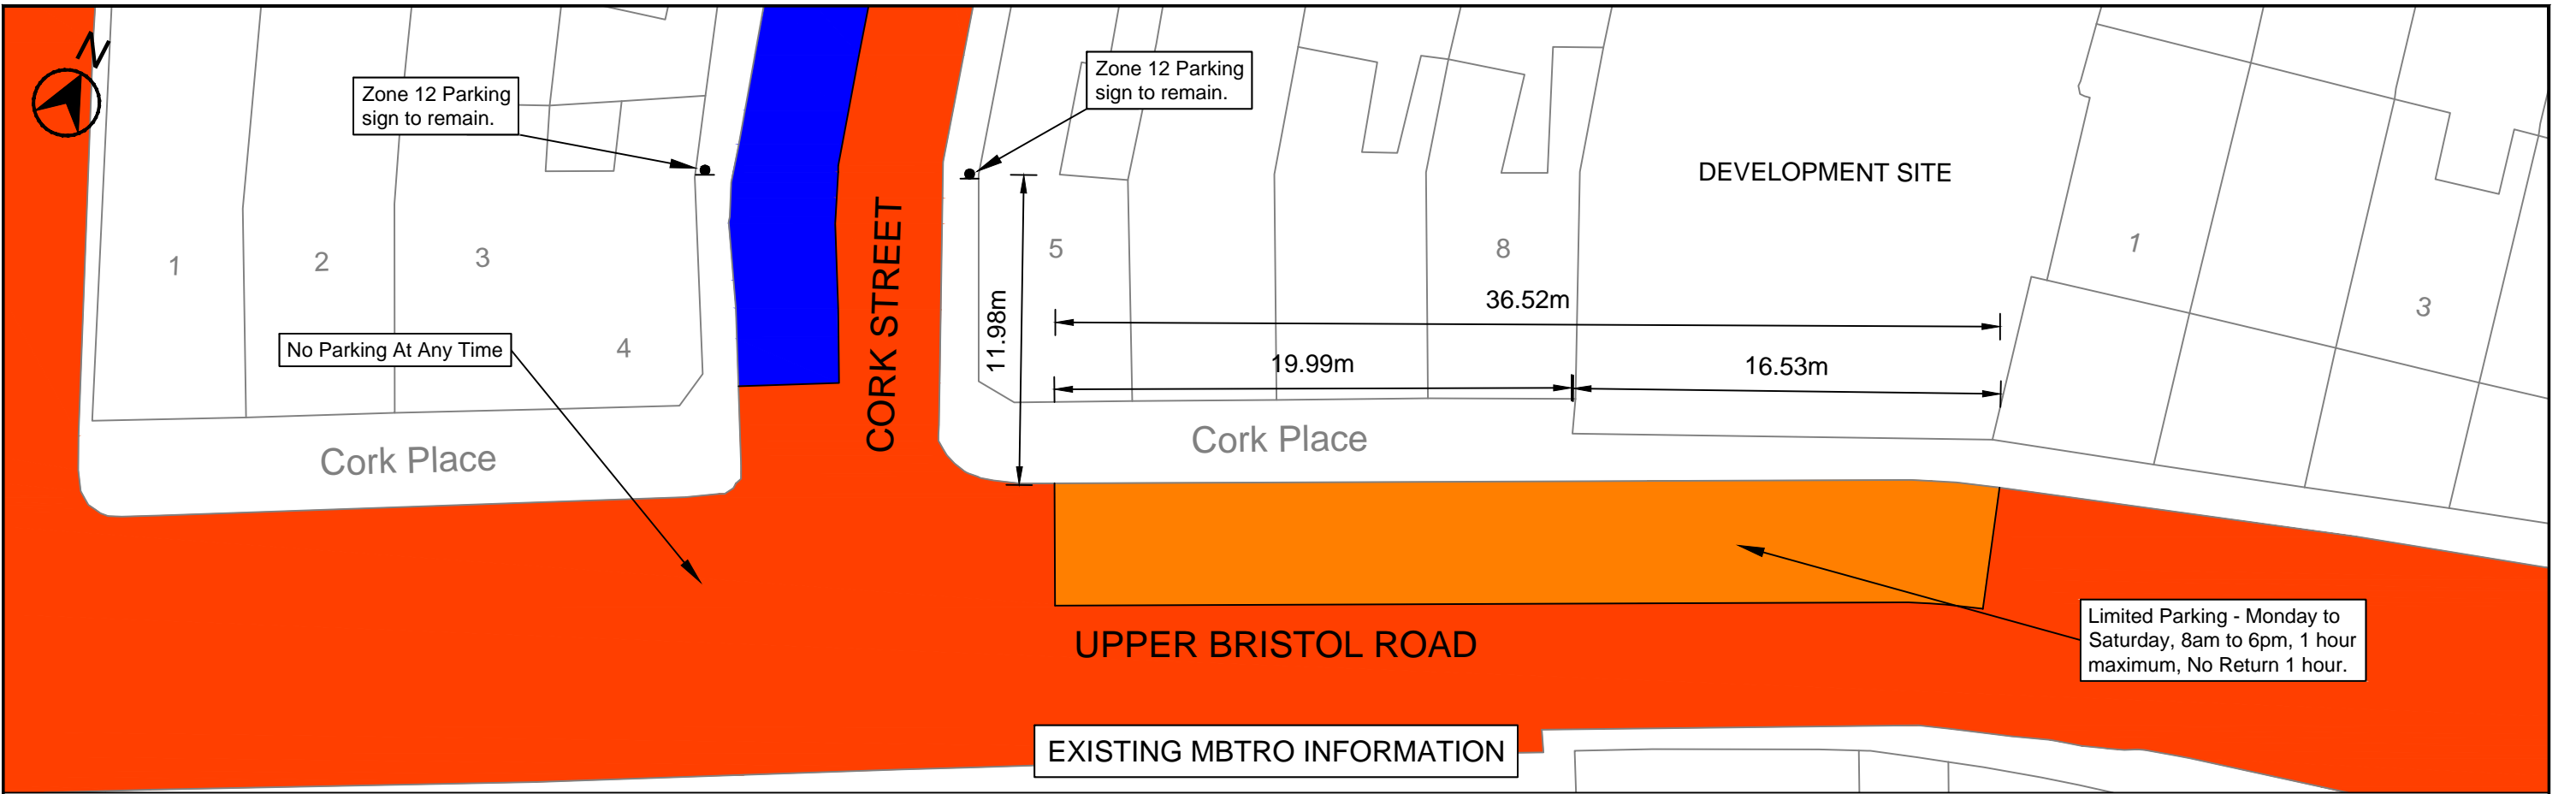 N
Zone 12 Parking
sign to remain.
Zone 12 Parking
sign to remain.
DEVELOPMENT SITE
1
2
3
4
5
8
1
3
No Parking At Any Time
CORK STREET
11.98m
36.52m
19.99m
16.53m
Cork Place
Cork Place
UPPER BRISTOL ROAD
Limited Parking - Monday to
Saturday, 8am to 6pm, 1 hour
maximum, No Return 1 hour.
EXISTING MBTRO INFORMATION